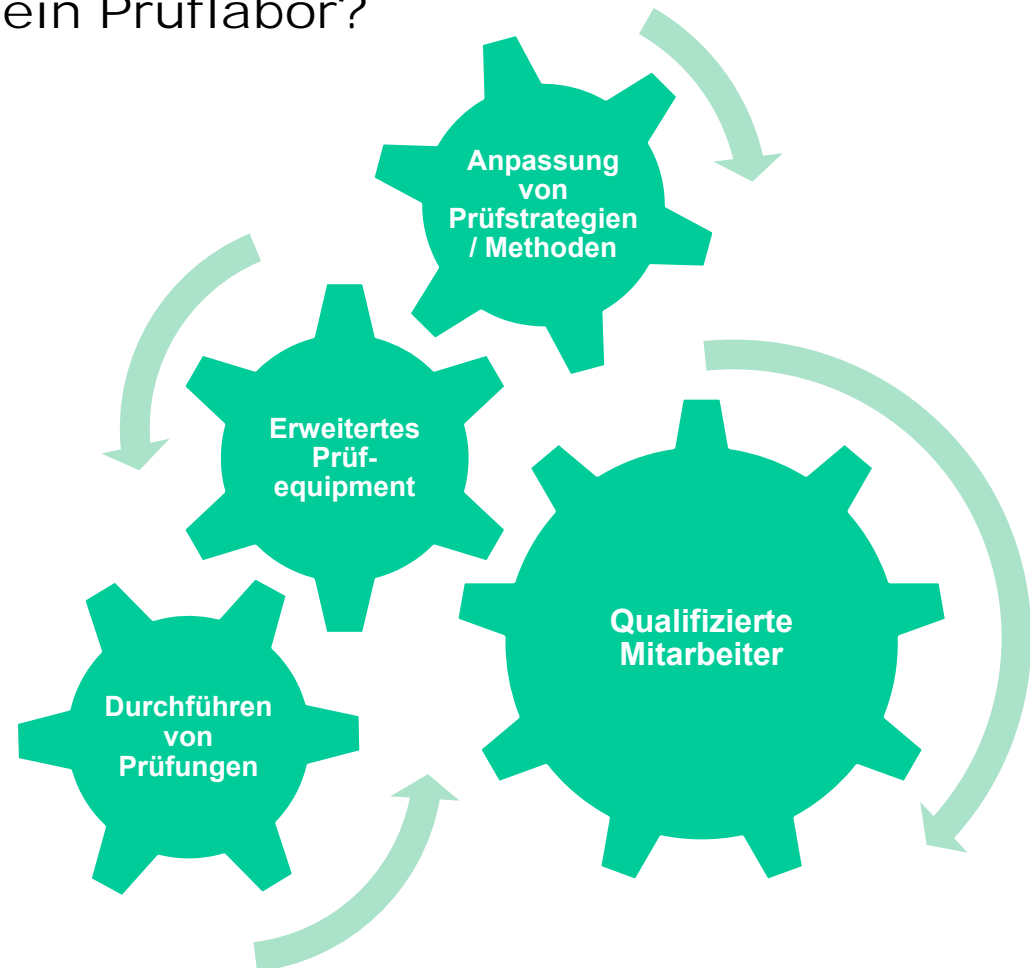 ein Prüflabor?
Anpassung
von
Prüfstrategien
/ Methoden
Erweitertes
Prüf-
equipment
Qualifizierte
Mitarbeiter
Durchführen
von
Prüfungen